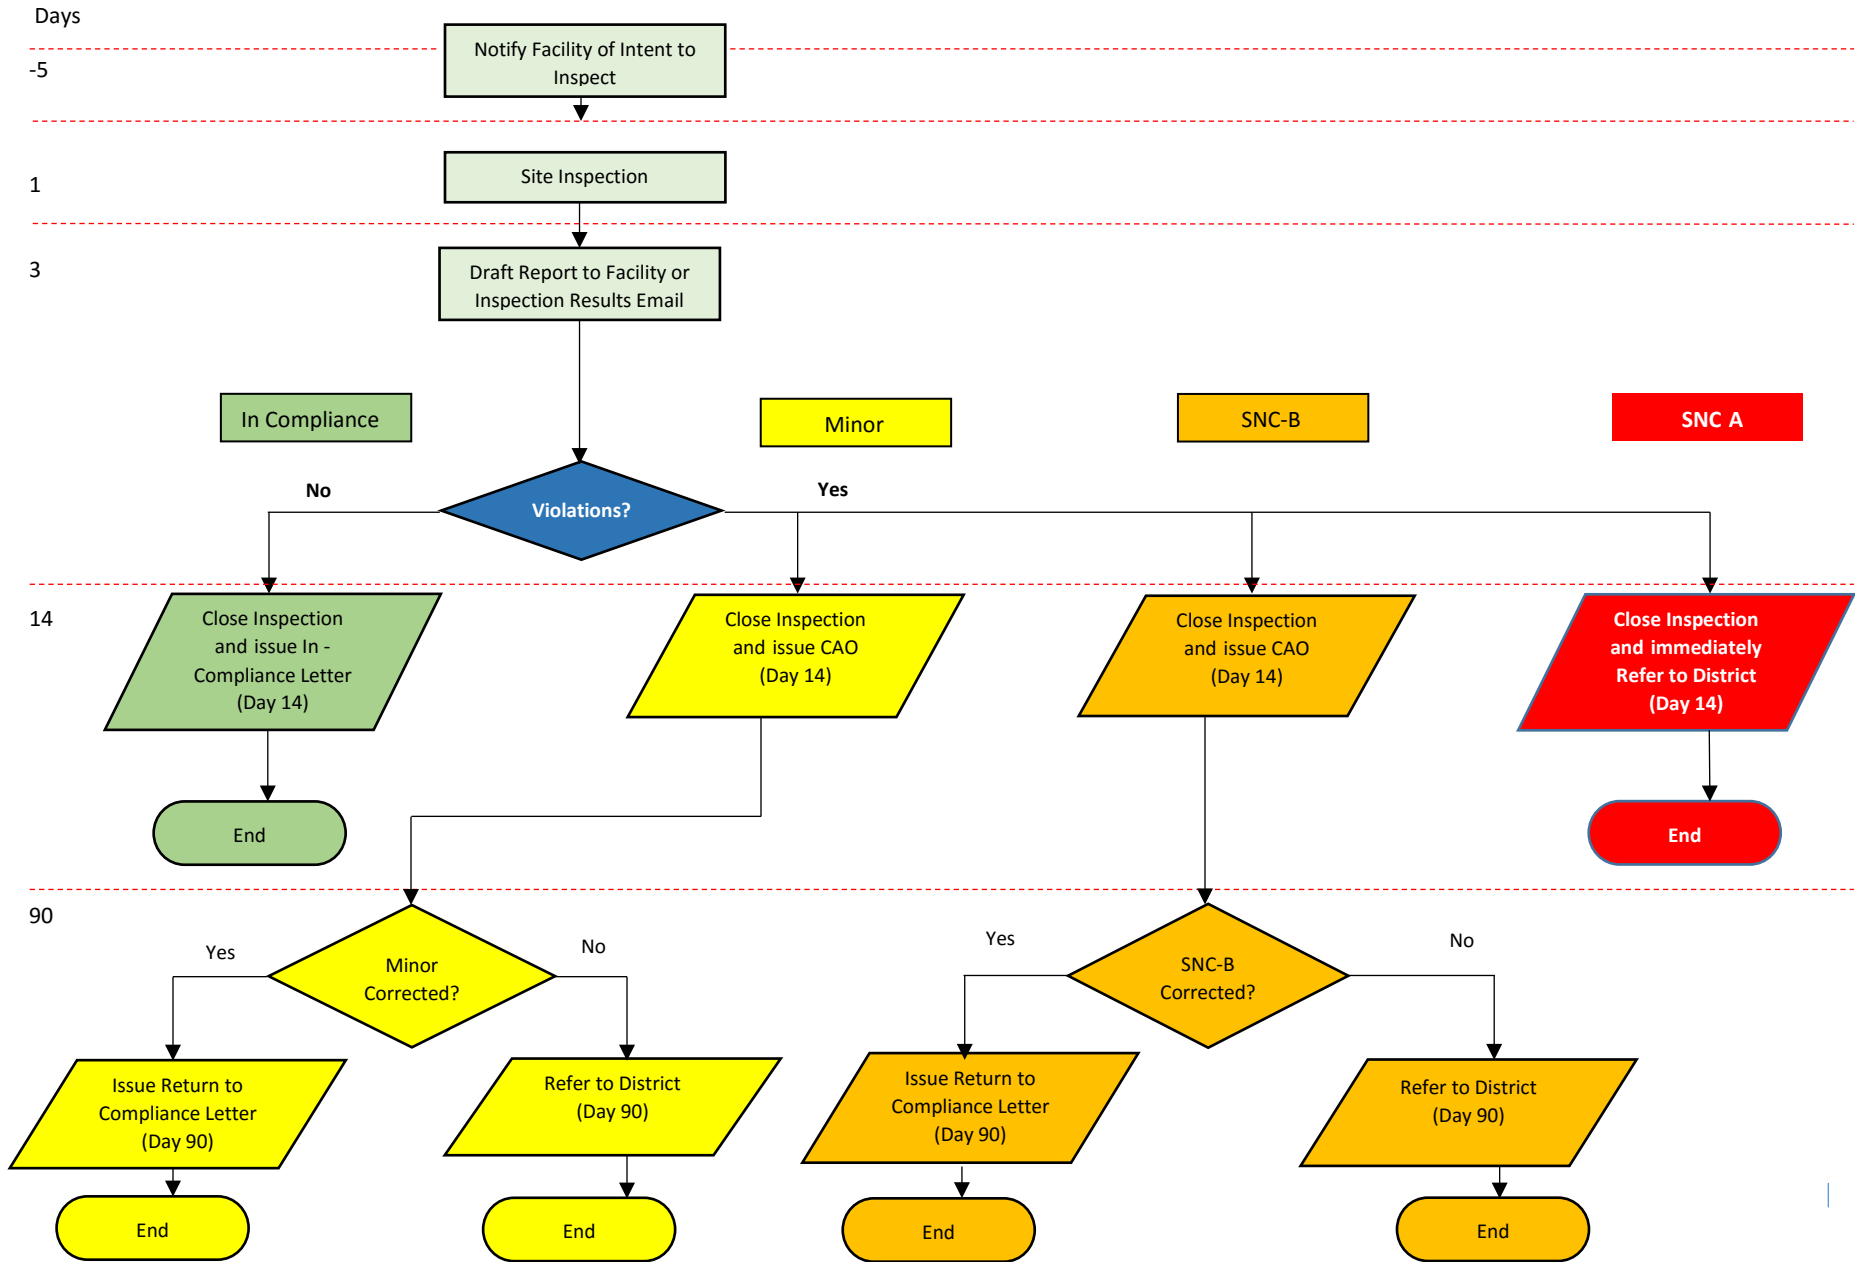 Days
-5
Notify Facility of Intent to
Inspect
1
Site Inspection
3
Draft Report to Facility or
Inspection Results Email
In Compliance
Minor
SNC-B
SNC A
No
Violations?
Yes
14
Close Inspection
and issue In -
Compliance Letter
(Day 14)
Close Inspection
and issue CAO
(Day 14)
Close Inspection
and issue CAO
(Day 14)
Close Inspection
and immediately
Refer to District
(Day 14)
End
End
90
Yes
Minor
Corrected?
No
Yes
SNC-B
Corrected?
No
Issue Return to
Compliance Letter
(Day 90)
Refer to District
(Day 90)
Issue Return to
Compliance Letter
(Day 90)
Refer to District
(Day 90)
End
End
End
End